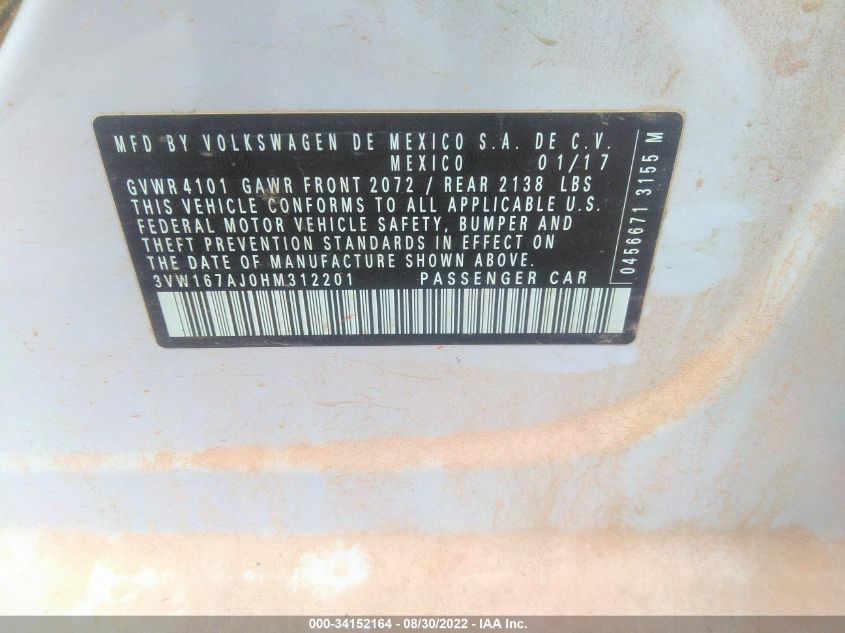 MFD BY VOLKSWAGEN DE MEXICO S.A. DE C.V.
MEXICO 01/17
GVWR 4101 GAWR FRONT 2072 / REAR 2138 LBS
THIS VEHICLE CONFORMS TO ALL APPLICABLE U.S.
FEDERAL MOTOR VEHICLE SAFETY, BUMPER AND
THEFT PREVENTION STANDARDS IN EFFECT ON
THE DATE OF MANUFACTURE SHOWN ABOVE.
3VW167AJ0HM312201 PASSENGER CAR
0456671 3155 M
000-34152164 - 08/30/2022 - IAA Inc.